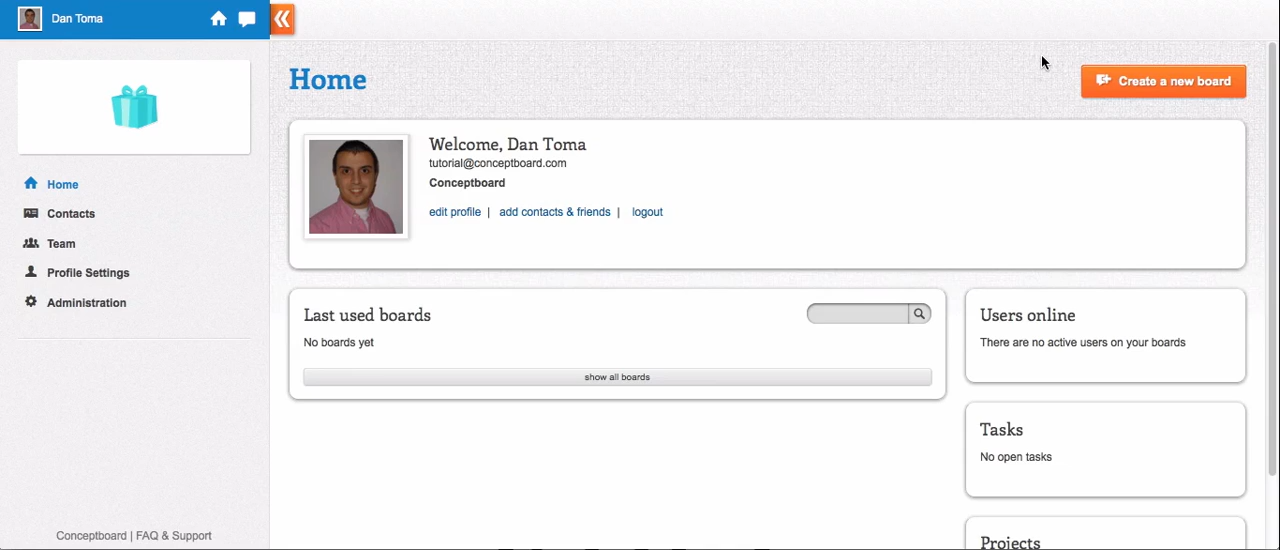 Dan Toma
Home
Create a new board
Welcome, Dan Toma
tutorial@conceptboard.com
Conceptboard
edit profile | add contacts & friends | logout
Home
Contacts
Team
Profile Settings
Administration
Last used boards
No boards yet
show all boards
Users online
There are no active users on your boards
Tasks
No open tasks
Projects
Conceptboard | FAQ & Support